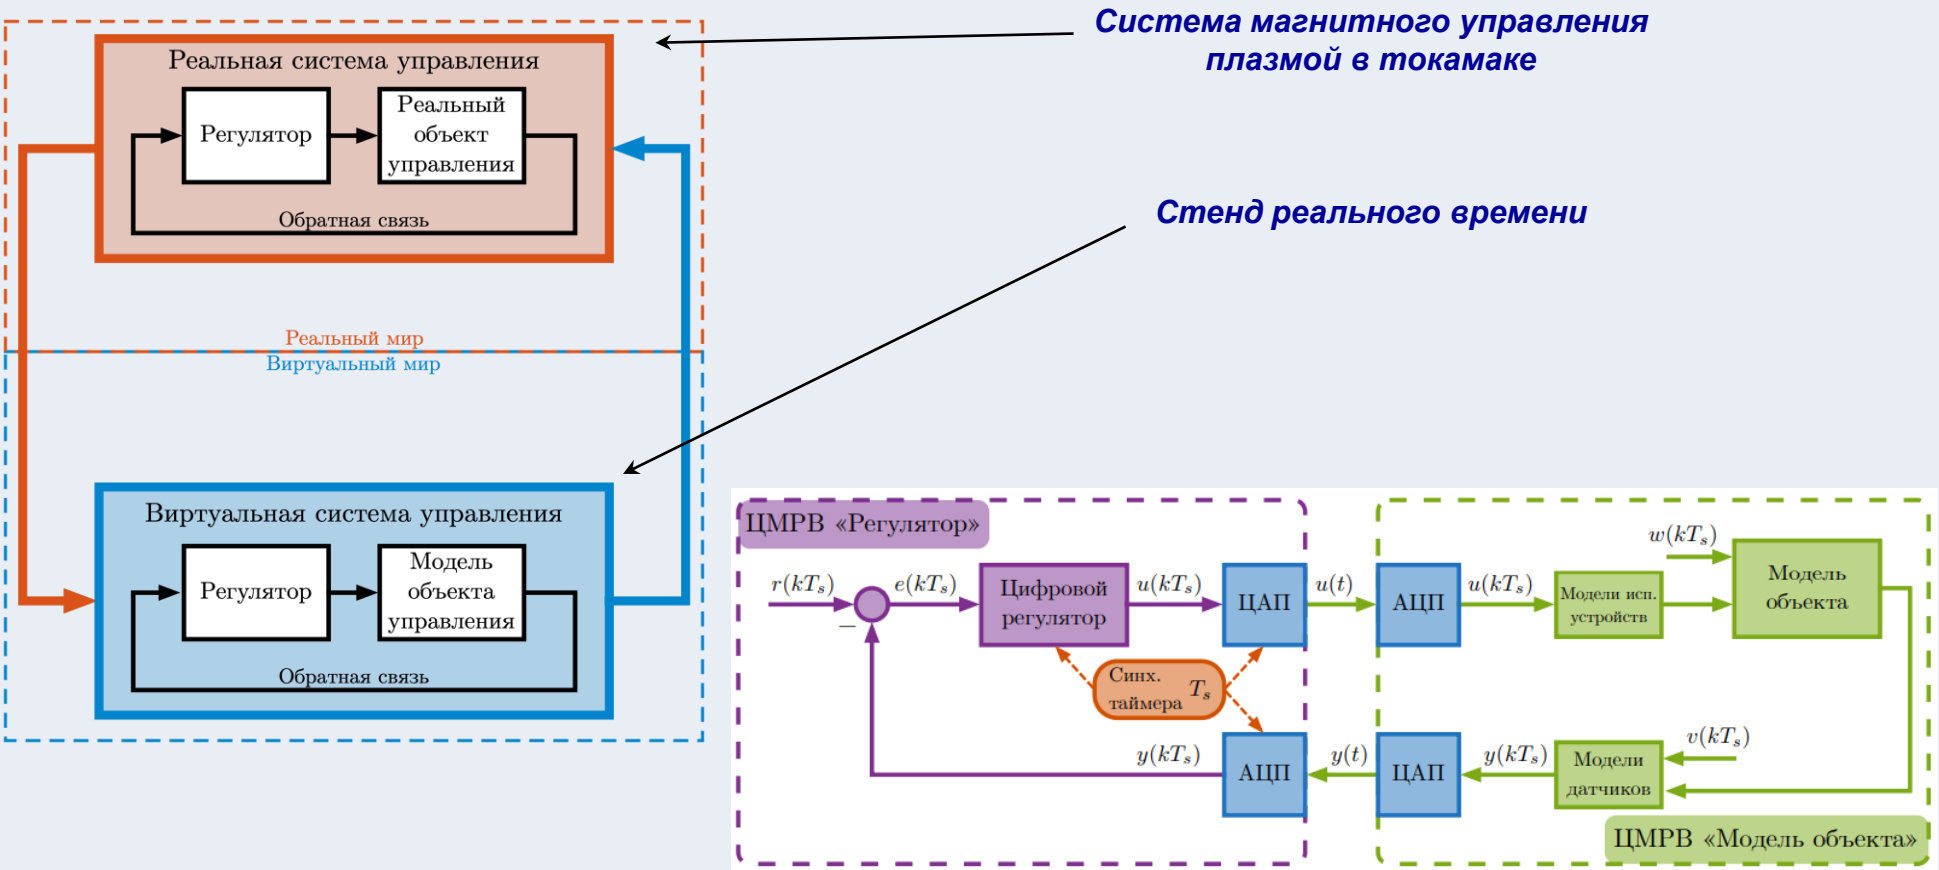 Система магнитного управления
плазмой в токамаке
Реальная система управления
Регулятор
Реальный
объект
управления
Обратная связь
Стенд реального времени
Реальный мир
Виртуальный мир
Виртуальная система управления
Регулятор
Модель
объекта
управления
Обратная связь
ЦМРВ «Регулятор»
r(kTₛ)
−
e(kTₛ)
Цифровой
регулятор
u(kTₛ)
ЦАП
u(t)
АЦП
u(kTₛ)
Модели исп.
устройств
w(kTₛ)
Модель
объекта
Синх.
таймера
Tₛ
y(kTₛ)
АЦП
y(t)
ЦАП
y(kTₛ)
Модели
датчиков
v(kTₛ)
ЦМРВ «Модель объекта»